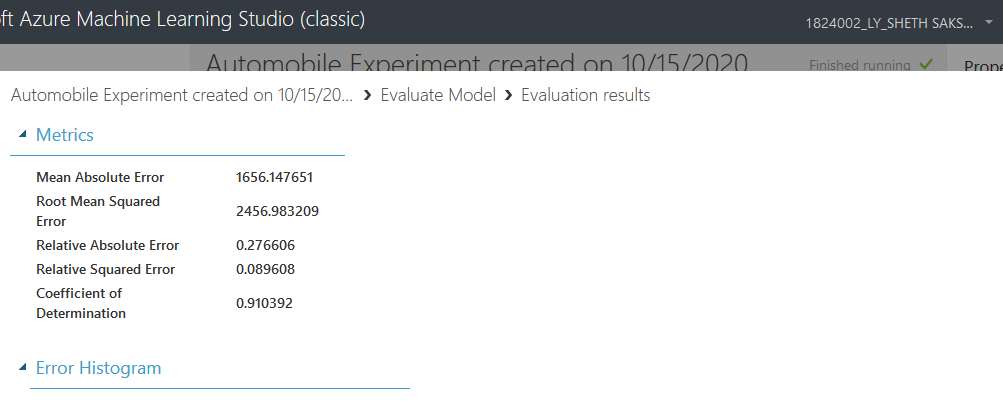 ft Azure Machine Learning Studio (classic)
1824002_LY_SHETH SAKS...
Automobile Experiment created on 10/15/2020
Finished running
Prope
Automobile Experiment created on 10/15/20... › Evaluate Model › Evaluation results
Metrics
Mean Absolute Error 1656.147651
Root Mean Squared
Error 2456.983209
Relative Absolute Error 0.276606
Relative Squared Error 0.089608
Coefficient of
Determination 0.910392
Error Histogram